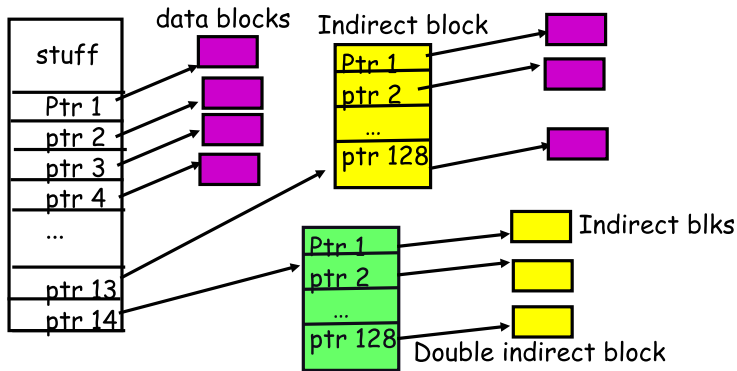 data blocks
stuff
Ptr 1
ptr 2
ptr 3
ptr 4
...
ptr 13
ptr 14
Indirect block
Ptr 1
ptr 2
...
ptr 128
Ptr 1
ptr 2
...
ptr 128
Indirect blks
Double indirect block